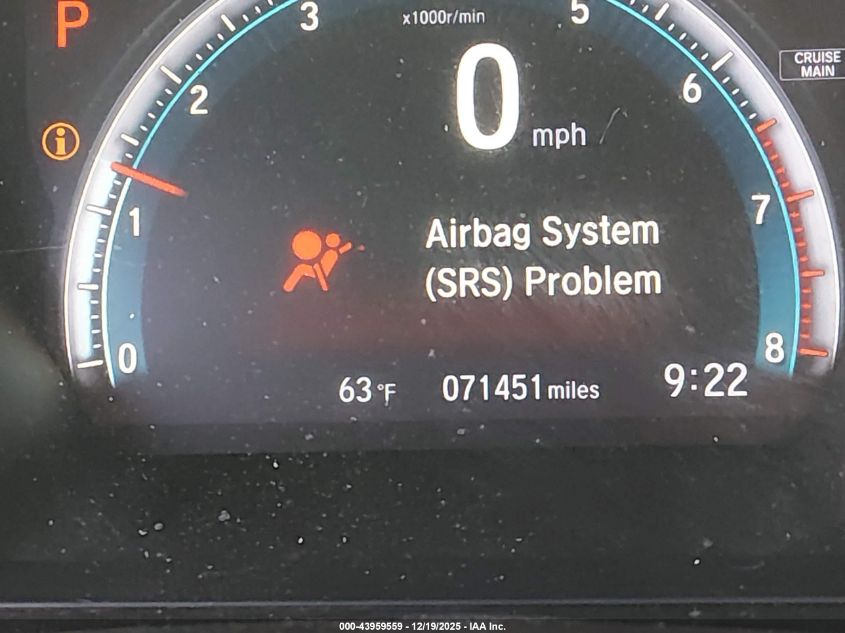 P
3
x1000r/min
5
0 mph
CRUISE
MAIN
2
6
i
1
7
Airbag System
(SRS) Problem
0
8
63°F 071451 miles 9:22
000-43959559 - 12/19/2025 - IAA Inc.